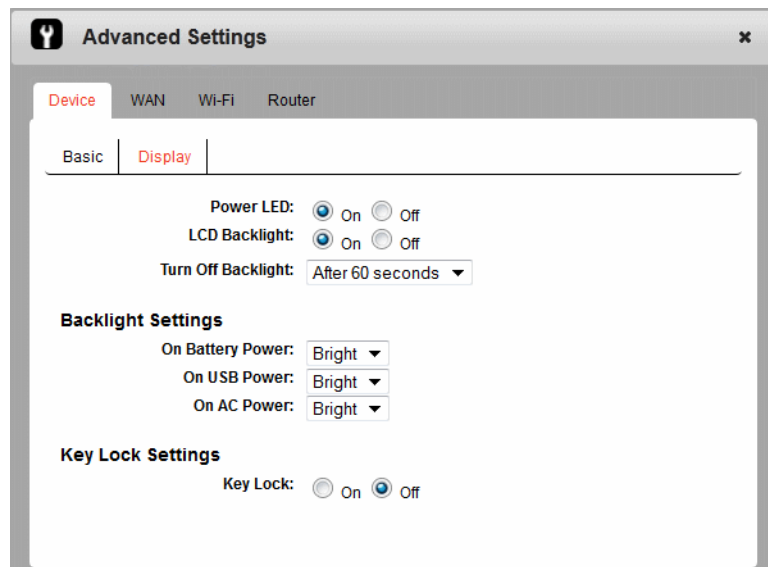 Advanced Settings
Device WAN Wi-Fi Router
Basic Display
Power LED: On Off
LCD Backlight: On Off
Turn Off Backlight: After 60 seconds
Backlight Settings
On Battery Power: Bright
On USB Power: Bright
On AC Power: Bright
Key Lock Settings
Key Lock: On Off